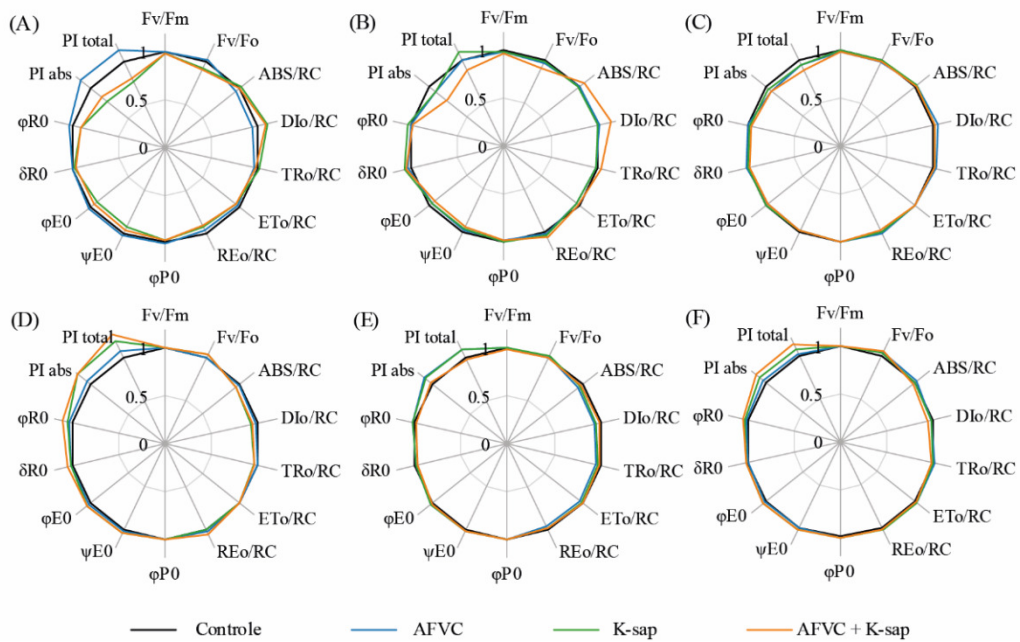 (A)
Fv/Fm
Fv/Fo
ABS/RC
DIo/RC
TRo/RC
ETo/RC
REo/RC
φP0
ψE0
φE0
δR0
φR0
PI abs
PI total
1
0.5
0
(B)
Fv/Fm
Fv/Fo
ABS/RC
DIo/RC
TRo/RC
ETo/RC
REo/RC
φP0
ψE0
φE0
δR0
φR0
PI abs
PI total
1
0.5
0
(C)
Fv/Fm
Fv/Fo
ABS/RC
DIo/RC
TRo/RC
ETo/RC
REo/RC
φP0
ψE0
φE0
δR0
φR0
PI abs
PI total
1
0.5
0
(D)
Fv/Fm
Fv/Fo
ABS/RC
DIo/RC
TRo/RC
ETo/RC
REo/RC
φP0
ψE0
φE0
δR0
φR0
PI abs
PI total
1
0.5
0
(E)
Fv/Fm
Fv/Fo
ABS/RC
DIo/RC
TRo/RC
ETo/RC
REo/RC
φP0
ψE0
φE0
δR0
φR0
PI abs
PI total
1
0.5
0
(F)
Fv/Fm
Fv/Fo
ABS/RC
DIo/RC
TRo/RC
ETo/RC
REo/RC
φP0
ψE0
φE0
δR0
φR0
PI abs
PI total
1
0.5
0
Controle AFVC K-sap AFVC + K-sap